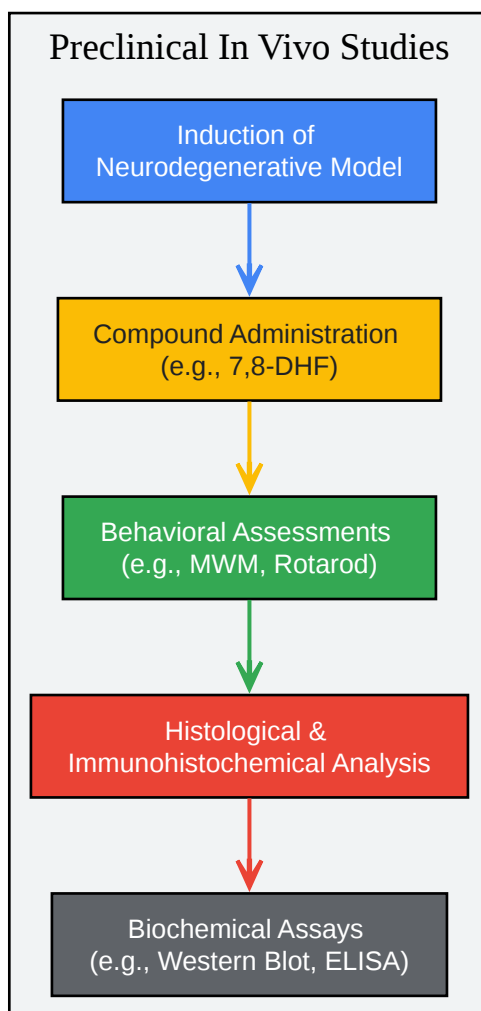 Preclinical In Vivo Studies
Induction of
Neurodegenerative Model
Compound Administration
(e.g., 7,8-DHF)
Behavioral Assessments
(e.g., MWM, Rotarod)
Histological &
Immunohistochemical Analysis
Biochemical Assays
(e.g., Western Blot, ELISA)